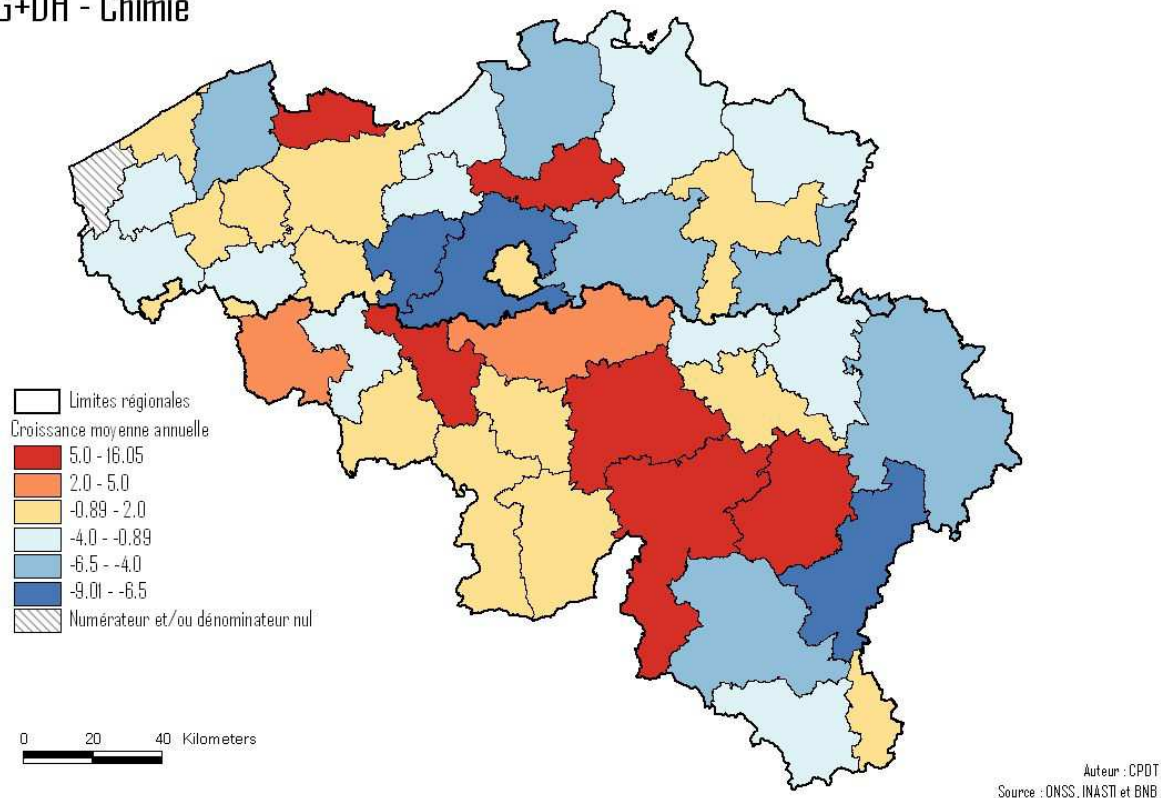 - Chimie
Limites régionales
Croissance moyenne annuelle
5.0 - 16.05
2.0 - 5.0
-0.89 - 2.0
-4.0 - -0.89
-6.5 - -4.0
-9.01 - -6.5
Numérateur et/ou dénominateur nul
0 20 40 Kilometers
Auteur : CPDT
Source : ONSS, INASTI et BNB